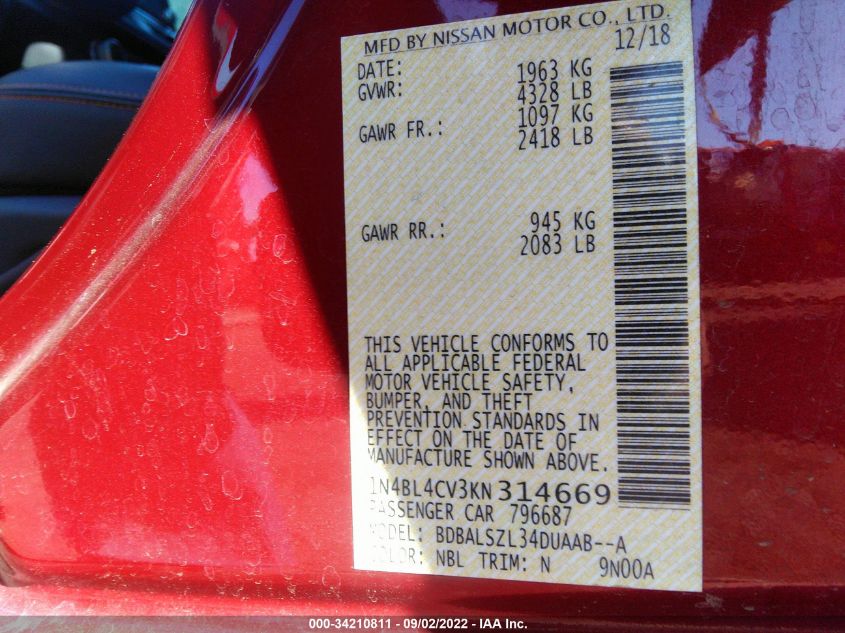 MFD BY NISSAN MOTOR CO., LTD.
12/18
DATE: 1963 KG
GVWR: 4328 LB
1097 KG
GAWR FR.: 2418 LB
945 KG
GAWR RR.: 2083 LB
THIS VEHICLE CONFORMS TO
ALL APPLICABLE FEDERAL
MOTOR VEHICLE SAFETY,
BUMPER, AND THEFT
PREVENTION STANDARDS IN
EFFECT ON THE DATE OF
MANUFACTURE SHOWN ABOVE.
1N4BL4CV3KN314669
PASSENGER CAR 796687
MODEL: BDBALSZL34DUAAB--A
COLOR: NBL TRIM: N 9N00A
000-34210811 - 09/02/2022 - IAA Inc.